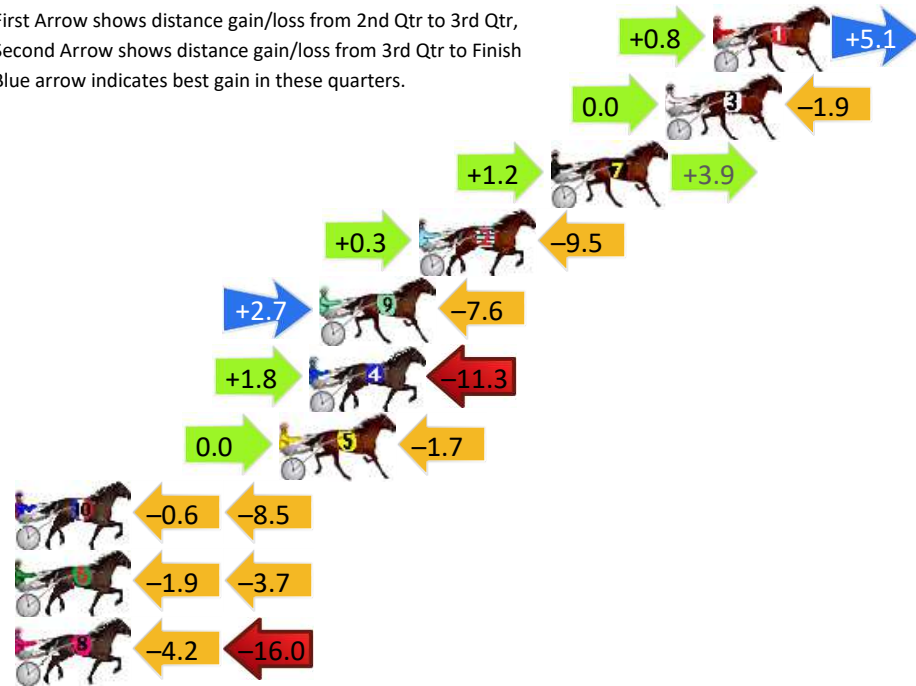 First Arrow shows distance gain/loss from 2nd Qtr to 3rd Qtr,
Second Arrow shows distance gain/loss from 3rd Qtr to Finish
Blue arrow indicates best gain in these quarters.
+0.8 1 +5.1
0.0 3 –1.9
+1.2 7 +3.9
+0.3 2 –9.5
+2.7 9 –7.6
+1.8 4 –11.3
0.0 5 –1.7
10 –0.6 –8.5
6 –1.9 –3.7
8 –4.2 –16.0